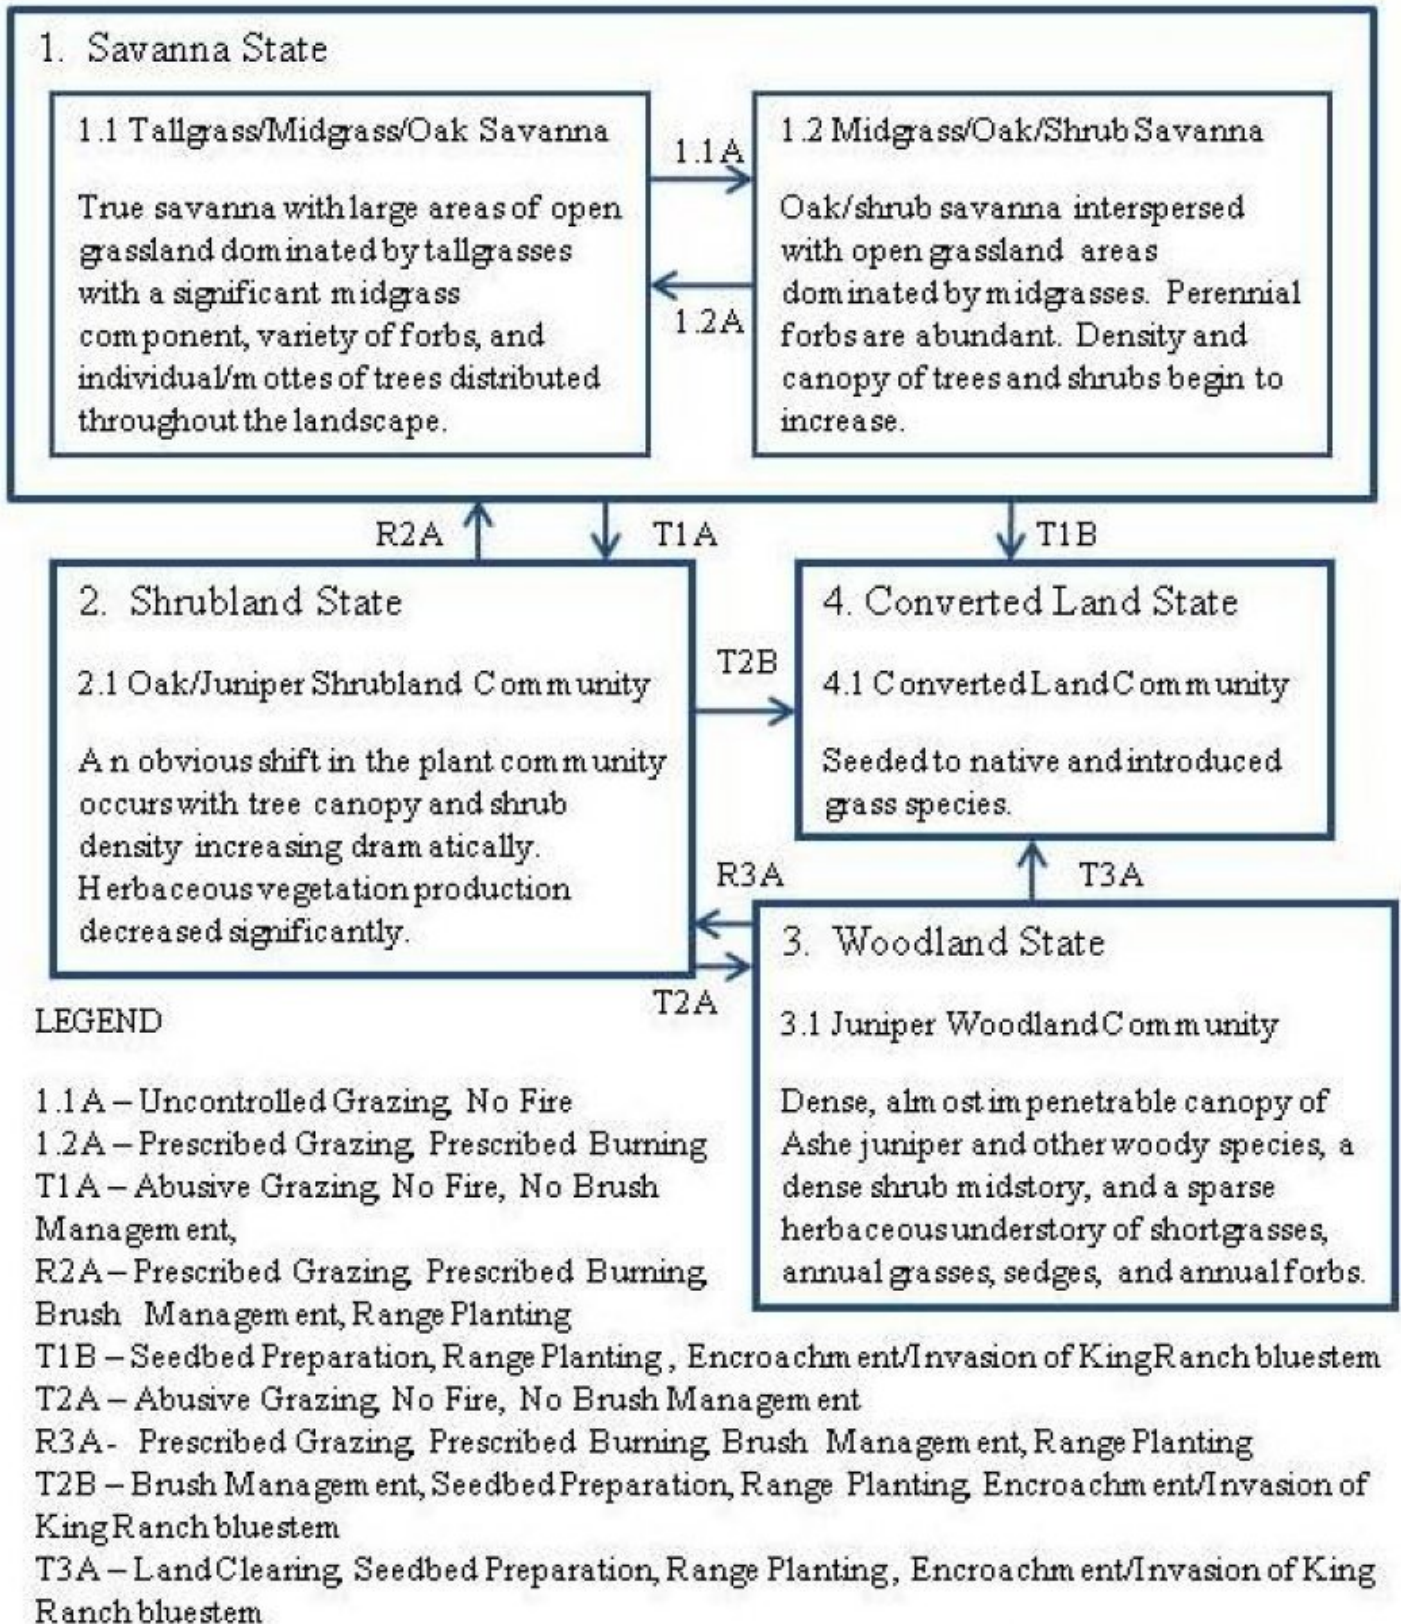 1. Savanna State
1.1 Tallgrass/Midgrass/Oak Savanna
True savanna with large areas of open
grassland dominated by tallgrasses
with a significant midgrass
component, variety of forbs, and
individual/mottes of trees distributed
throughout the landscape.
1.1A
1.2A
1.2 Midgrass/Oak/Shrub Savanna
Oak/shrub savanna interspersed
with open grassland areas
dominated by midgrasses. Perennial
forbs are abundant. Density and
canopy of trees and shrubs begin to
increase.
R2A
T1A
T1B
2. Shrubland State
2.1 Oak/Juniper Shrubland Community
An obvious shift in the plant community
occurs with tree canopy and shrub
density increasing dramatically.
Herbaceous vegetation production
decreased significantly.
T2B
4. Converted Land State
4.1 Converted Land Community
Seeded to native and introduced
grass species.
R3A
T3A
T2A
3. Woodland State
3.1 Juniper Woodland Community
Dense, almost impenetrable canopy of
Ashe juniper and other woody species, a
dense shrub midstory, and a sparse
herbaceous understory of shortgrasses,
annual grasses, sedges, and annual forbs.
LEGEND
1.1A – Uncontrolled Grazing, No Fire
1.2A – Prescribed Grazing, Prescribed Burning
T1A – Abusive Grazing, No Fire, No Brush
Management,
R2A – Prescribed Grazing, Prescribed Burning,
Brush Management, Range Planting
T1B – Seedbed Preparation, Range Planting , Encroachment/Invasion of King Ranch bluestem
T2A – Abusive Grazing, No Fire, No Brush Management
R3A- Prescribed Grazing, Prescribed Burning, Brush Management, Range Planting
T2B – Brush Management, Seedbed Preparation, Range Planting, Encroachment/Invasion of
King Ranch bluestem
T3A – Land Clearing, Seedbed Preparation, Range Planting , Encroachment/Invasion of King
Ranch bluestem